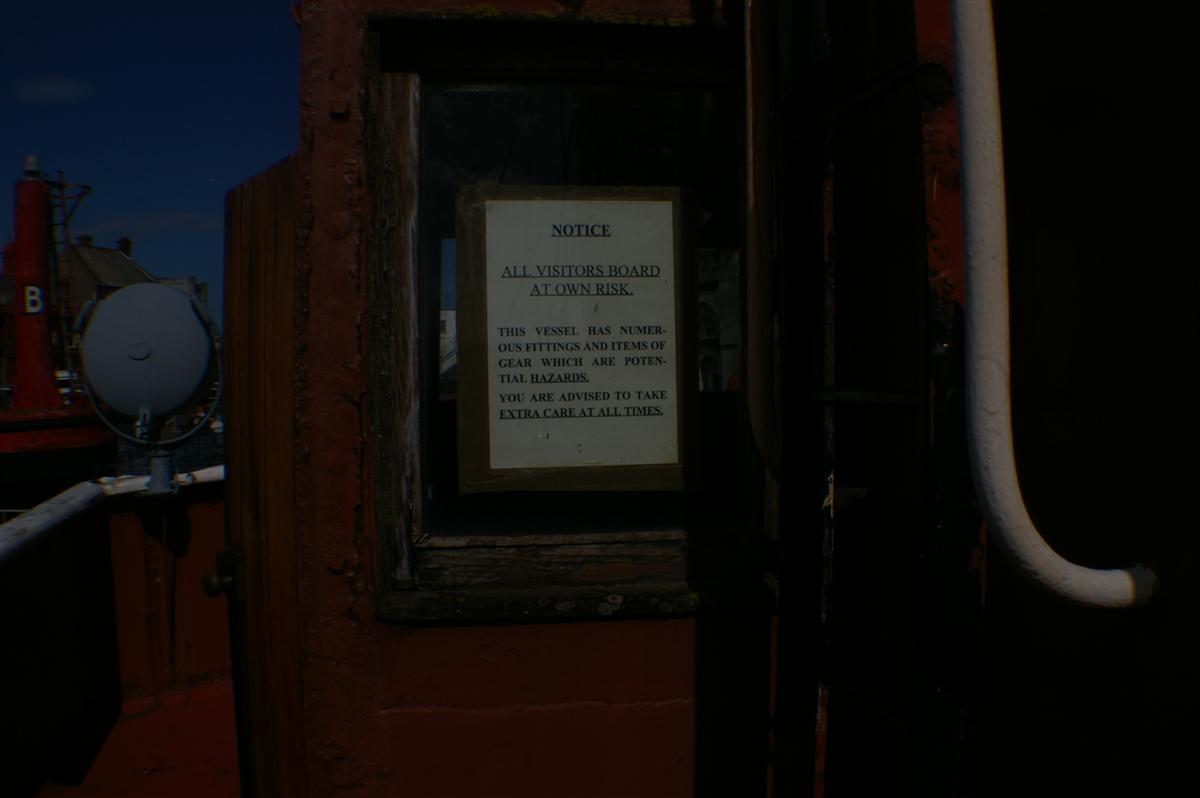 B
NOTICE
ALL VISITORS BOARD
AT OWN RISK.
THIS VESSEL HAS NUMER-
OUS FITTINGS AND ITEMS OF
GEAR WHICH ARE POTEN-
TIAL HAZARDS.
YOU ARE ADVISED TO TAKE
EXTRA CARE AT ALL TIMES.